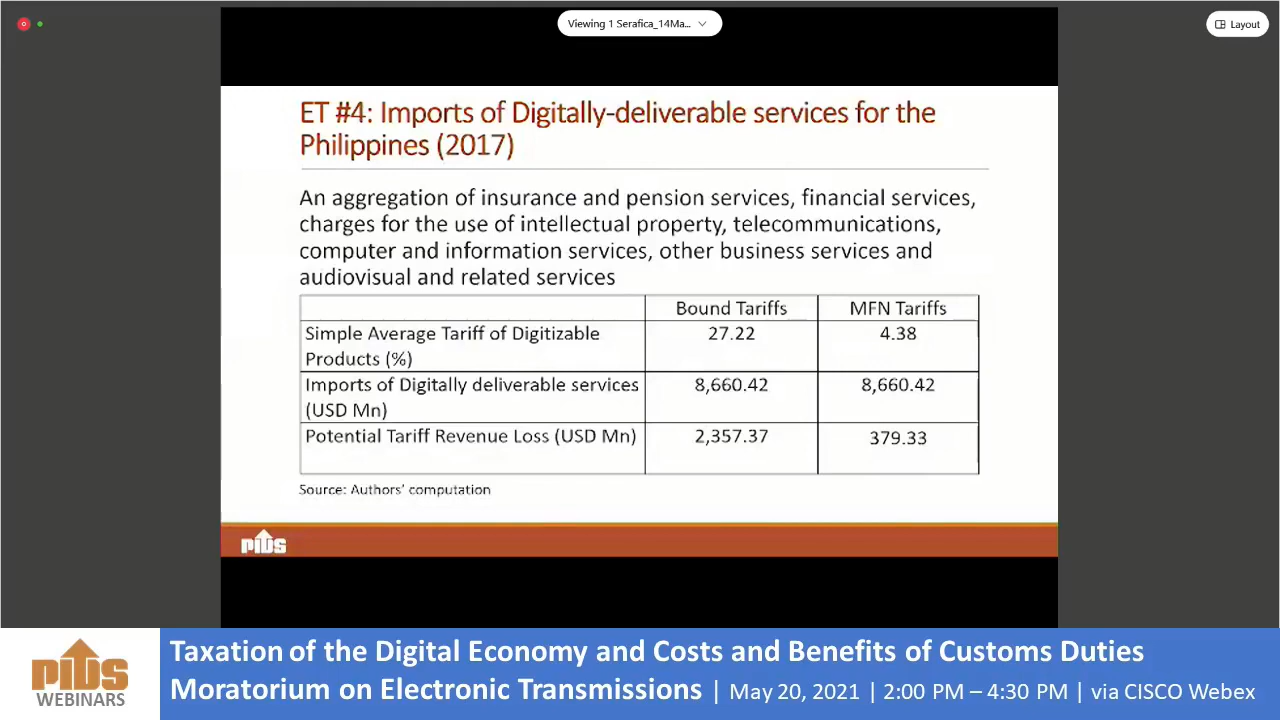 Viewing 1 Serafica_14Ma...
Layout
ET #4: Imports of Digitally-deliverable services for the
Philippines (2017)
An aggregation of insurance and pension services, financial services,
charges for the use of intellectual property, telecommunications,
computer and information services, other business services and
audiovisual and related services
Bound Tariffs MFN Tariffs
Simple Average Tariff of Digitizable 27.22 4.38
Products (%)
Imports of Digitally deliverable services 8,660.42 8,660.42
(USD Mn)
Potential Tariff Revenue Loss (USD Mn) 2,357.37 379.33
Source: Authors' computation
PIDS
PIDS
WEBINARS
Taxation of the Digital Economy and Costs and Benefits of Customs Duties
Moratorium on Electronic Transmissions | May 20, 2021 | 2:00 PM – 4:30 PM | via CISCO Webex